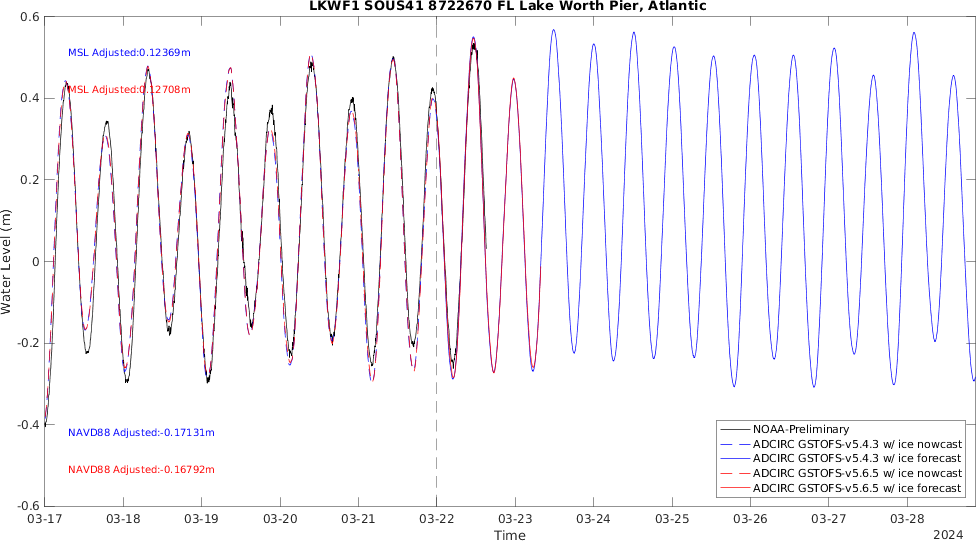 LKWF1 SOUS41 8722670 FL Lake Worth Pier, Atlantic
0.6
MSL Adjusted:0.12369m
MSL Adjusted:0.12708m
0.4
0.2
0
-0.2
-0.4
-0.6
Water Level (m)
NAVD88 Adjusted:-0.17131m
NAVD88 Adjusted:-0.16792m
NOAA-Preliminary
ADCIRC GSTOFS-v5.4.3 w/ ice nowcast
ADCIRC GSTOFS-v5.4.3 w/ ice forecast
ADCIRC GSTOFS-v5.6.5 w/ ice nowcast
ADCIRC GSTOFS-v5.6.5 w/ ice forecast
03-17 03-18 03-19 03-20 03-21 03-22 03-23 03-24 03-25 03-26 03-27 03-28
Time
2024